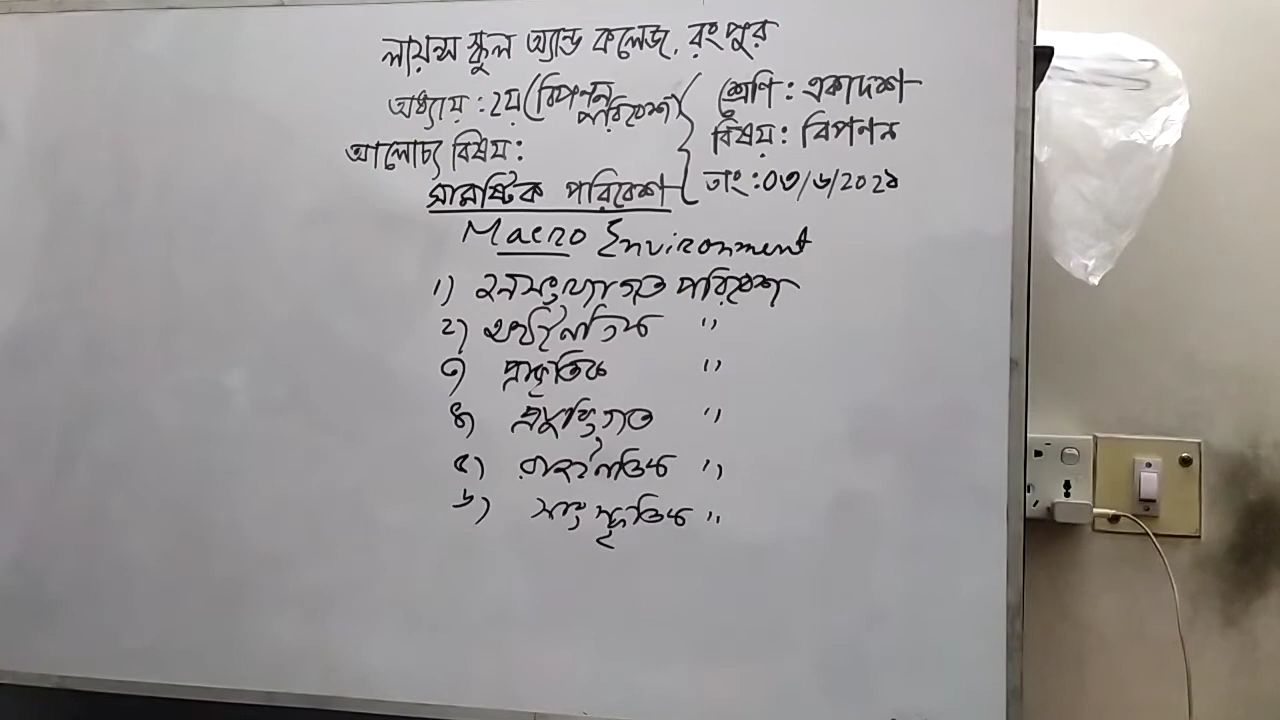 লায়ন্স স্কুল অ্যান্ড কলেজ, রংপুর
অধ্যায় : ২য় (বিপণন পরিবেশ)
আলোচ্য বিষয় :
সামষ্টিক পরিবেশ
শ্রেণি : একাদশ
বিষয় : বিপণন
তাং : ০৩/৬/২০২১
Macro Environment
১) জনসংখ্যাগত পরিবেশ
২) অর্থনৈতিক "
৩) প্রাকৃতিক "
৪) প্রযুক্তিগত "
৫) রাজনৈতিক "
৬) সাংস্কৃতিক "